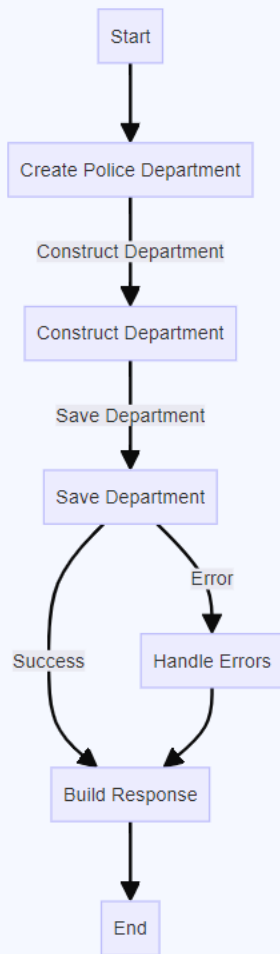 Start
Create Police Department
Construct Department
Construct Department
Save Department
Save Department
Error
Success
Handle Errors
Build Response
End